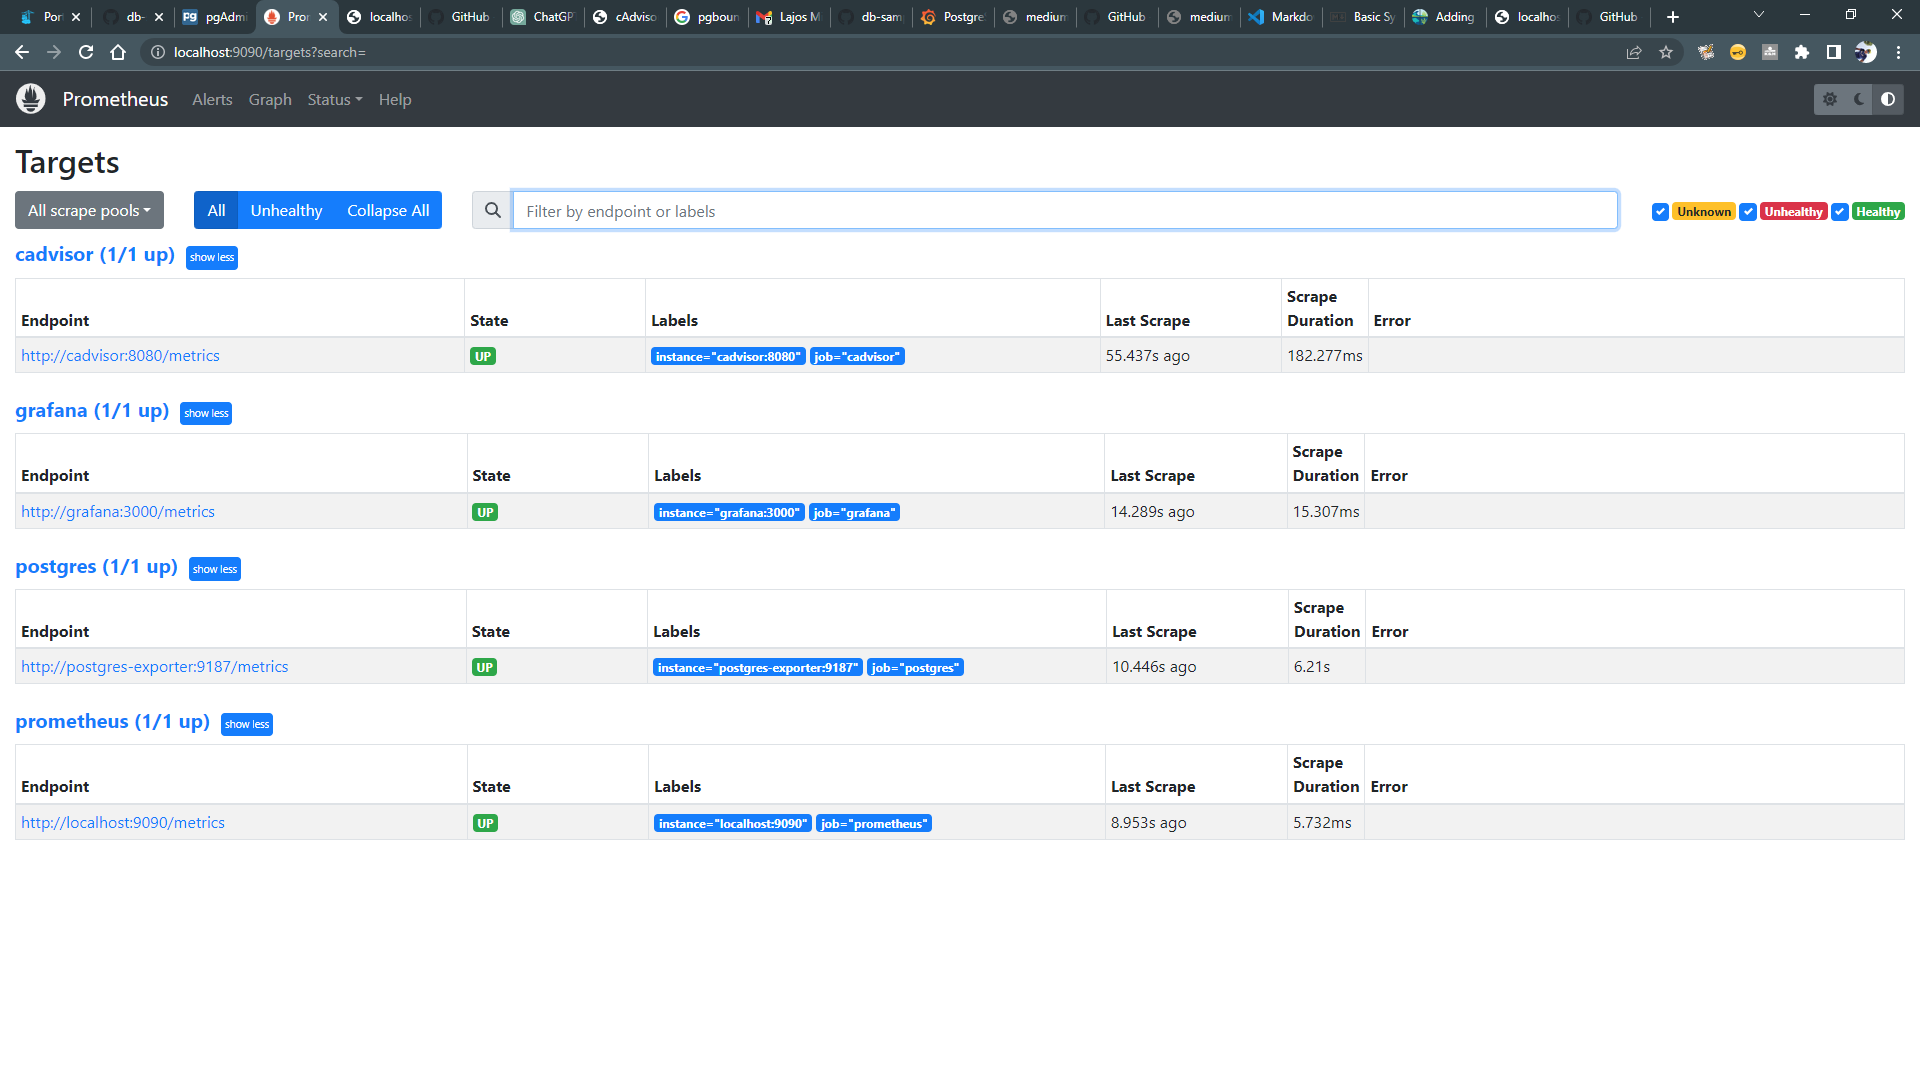 Por db- pgAdmi Pror localhos GitHub ChatGPT cAdviso pgboun Lajos M db-sam Postgre medium GitHub medium Markdo Basic Sy Adding localhos GitHub
localhost:9090/targets?search=
Prometheus Alerts Graph Status Help
Targets
All scrape pools All Unhealthy Collapse All Filter by endpoint or labels Unknown Unhealthy Healthy
cadvisor (1/1 up) show less
Endpoint State Labels Last Scrape Scrape Duration Error
http://cadvisor:8080/metrics UP instance="cadvisor:8080" job="cadvisor" 55.437s ago 182.277ms
grafana (1/1 up) show less
Endpoint State Labels Last Scrape Scrape Duration Error
http://grafana:3000/metrics UP instance="grafana:3000" job="grafana" 14.289s ago 15.307ms
postgres (1/1 up) show less
Endpoint State Labels Last Scrape Scrape Duration Error
http://postgres-exporter:9187/metrics UP instance="postgres-exporter:9187" job="postgres" 10.446s ago 6.21s
prometheus (1/1 up) show less
Endpoint State Labels Last Scrape Scrape Duration Error
http://localhost:9090/metrics UP instance="localhost:9090" job="prometheus" 8.953s ago 5.732ms